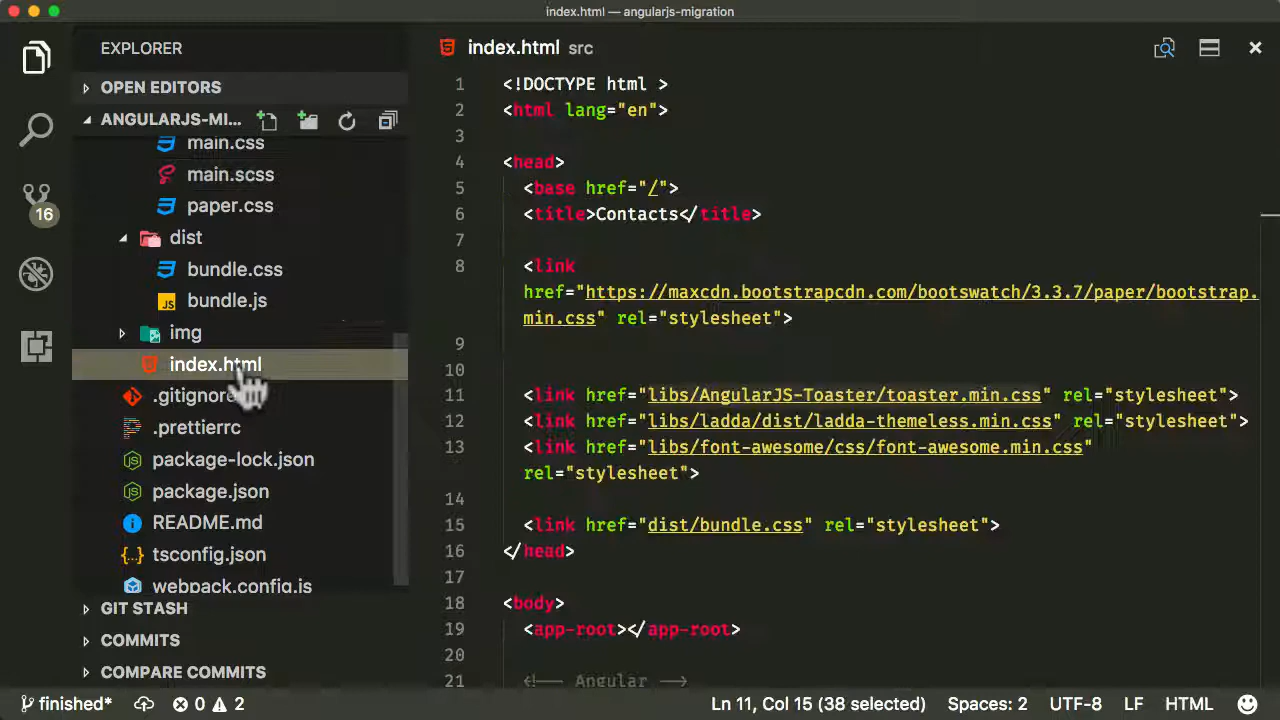 index.html — angularjs-migration
EXPLORER
OPEN EDITORS
ANGULARJS-MI...
main.css
main.scss
paper.css
dist
bundle.css
JS bundle.js
img
index.html
.gitignore
.prettierrc
package-lock.json
package.json
README.md
{..} tsconfig.json
webpack.config.js
GIT STASH
COMMITS
COMPARE COMMITS
16
index.html src
1 <!DOCTYPE html >
2 <html lang="en">
3
4 <head>
5 <base href="/">
6 <title>Contacts</title>
7
8 <link
href="https://maxcdn.bootstrapcdn.com/bootswatch/3.3.7/paper/bootstrap.
min.css" rel="stylesheet">
9
10
11 <link href="libs/AngularJS-Toaster/toaster.min.css" rel="stylesheet">
12 <link href="libs/ladda/dist/ladda-themeless.min.css" rel="stylesheet">
13 <link href="libs/font-awesome/css/font-awesome.min.css"
rel="stylesheet">
14
15 <link href="dist/bundle.css" rel="stylesheet">
16 </head>
17
18 <body>
19 <app-root></app-root>
20
21 <!-- Angular -->
finished* 0 2 Ln 11, Col 15 (38 selected) Spaces: 2 UTF-8 LF HTML